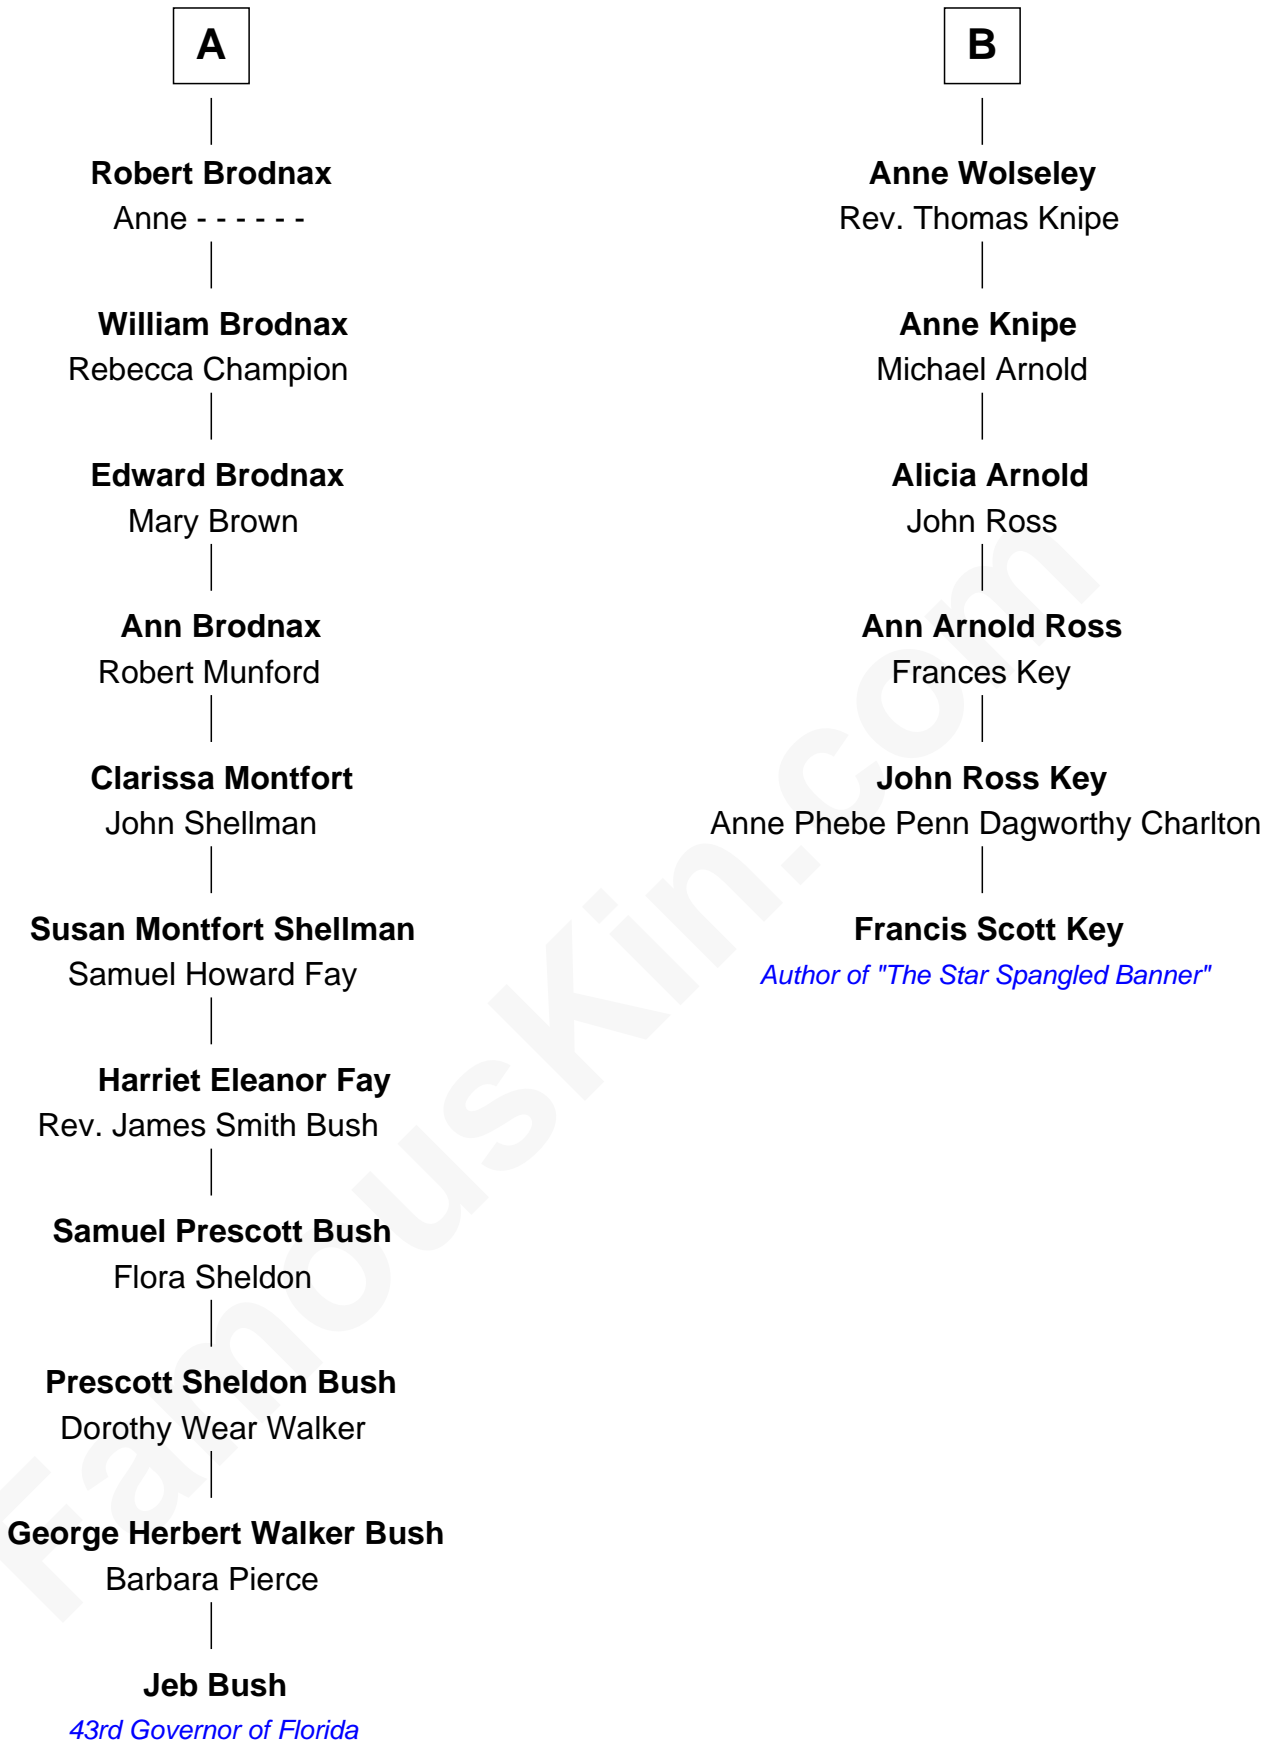 A
Robert Brodnax
Anne - - - - - -
William Brodnax
Rebecca Champion
Edward Brodnax
Mary Brown
Ann Brodnax
Robert Munford
Clarissa Montfort
John Shellman
Susan Montfort Shellman
Samuel Howard Fay
Harriet Eleanor Fay
Rev. James Smith Bush
Samuel Prescott Bush
Flora Sheldon
Prescott Sheldon Bush
Dorothy Wear Walker
George Herbert Walker Bush
Barbara Pierce
Jeb Bush
43rd Governor of Florida
B
Anne Wolseley
Rev. Thomas Knipe
Anne Knipe
Michael Arnold
Alicia Arnold
John Ross
Ann Arnold Ross
Frances Key
John Ross Key
Anne Phebe Penn Dagworthy Charlton
Francis Scott Key
Author of "The Star Spangled Banner"
FamousKin.com